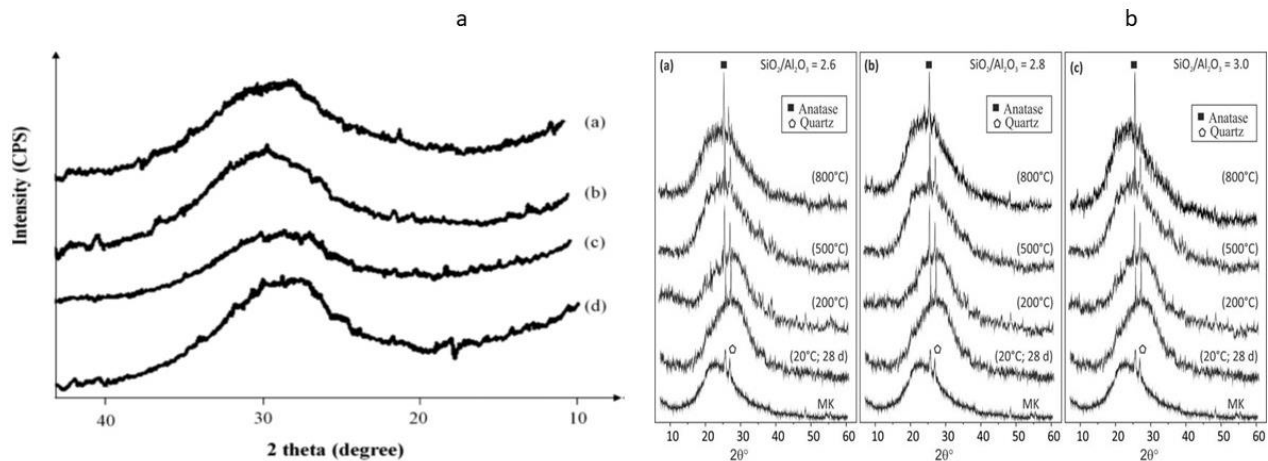 a
Intensity (CPS)
(a)
(b)
(c)
(d)
40 30 20 10
2 theta (degree)
b
(a) SiO₂/Al₂O₃ = 2.6
■ Anatase
⬠ Quartz
(800°C)
(500°C)
(200°C)
(20°C; 28 d)
MK
10 20 30 40 50 60
2θ°
(b) SiO₂/Al₂O₃ = 2.8
■ Anatase
⬠ Quartz
(800°C)
(500°C)
(200°C)
(20°C; 28 d)
MK
10 20 30 40 50 60
2θ°
(c) SiO₂/Al₂O₃ = 3.0
■ Anatase
⬠ Quartz
(800°C)
(500°C)
(200°C)
(20°C; 28 d)
MK
10 20 30 40 50 60
2θ°